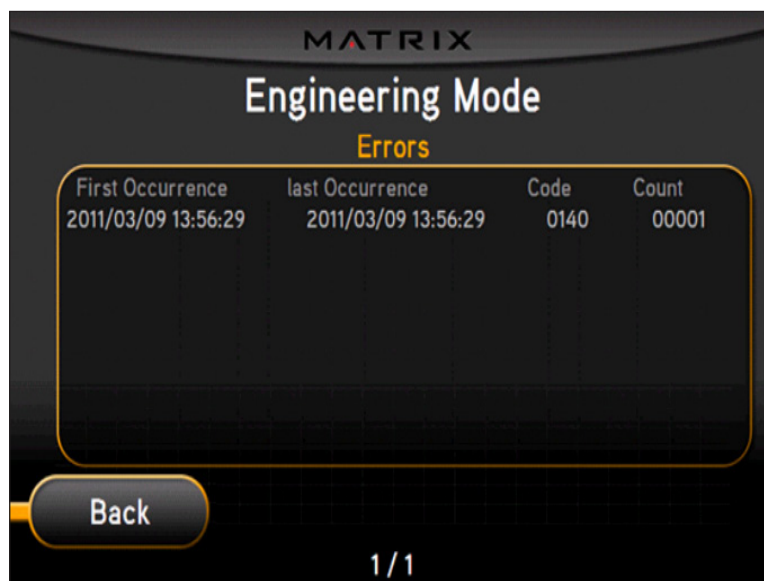 MATRIX
Engineering Mode
Errors
First Occurrence last Occurrence Code Count
2011/03/09 13:56:29 2011/03/09 13:56:29 0140 00001
Back
1 / 1